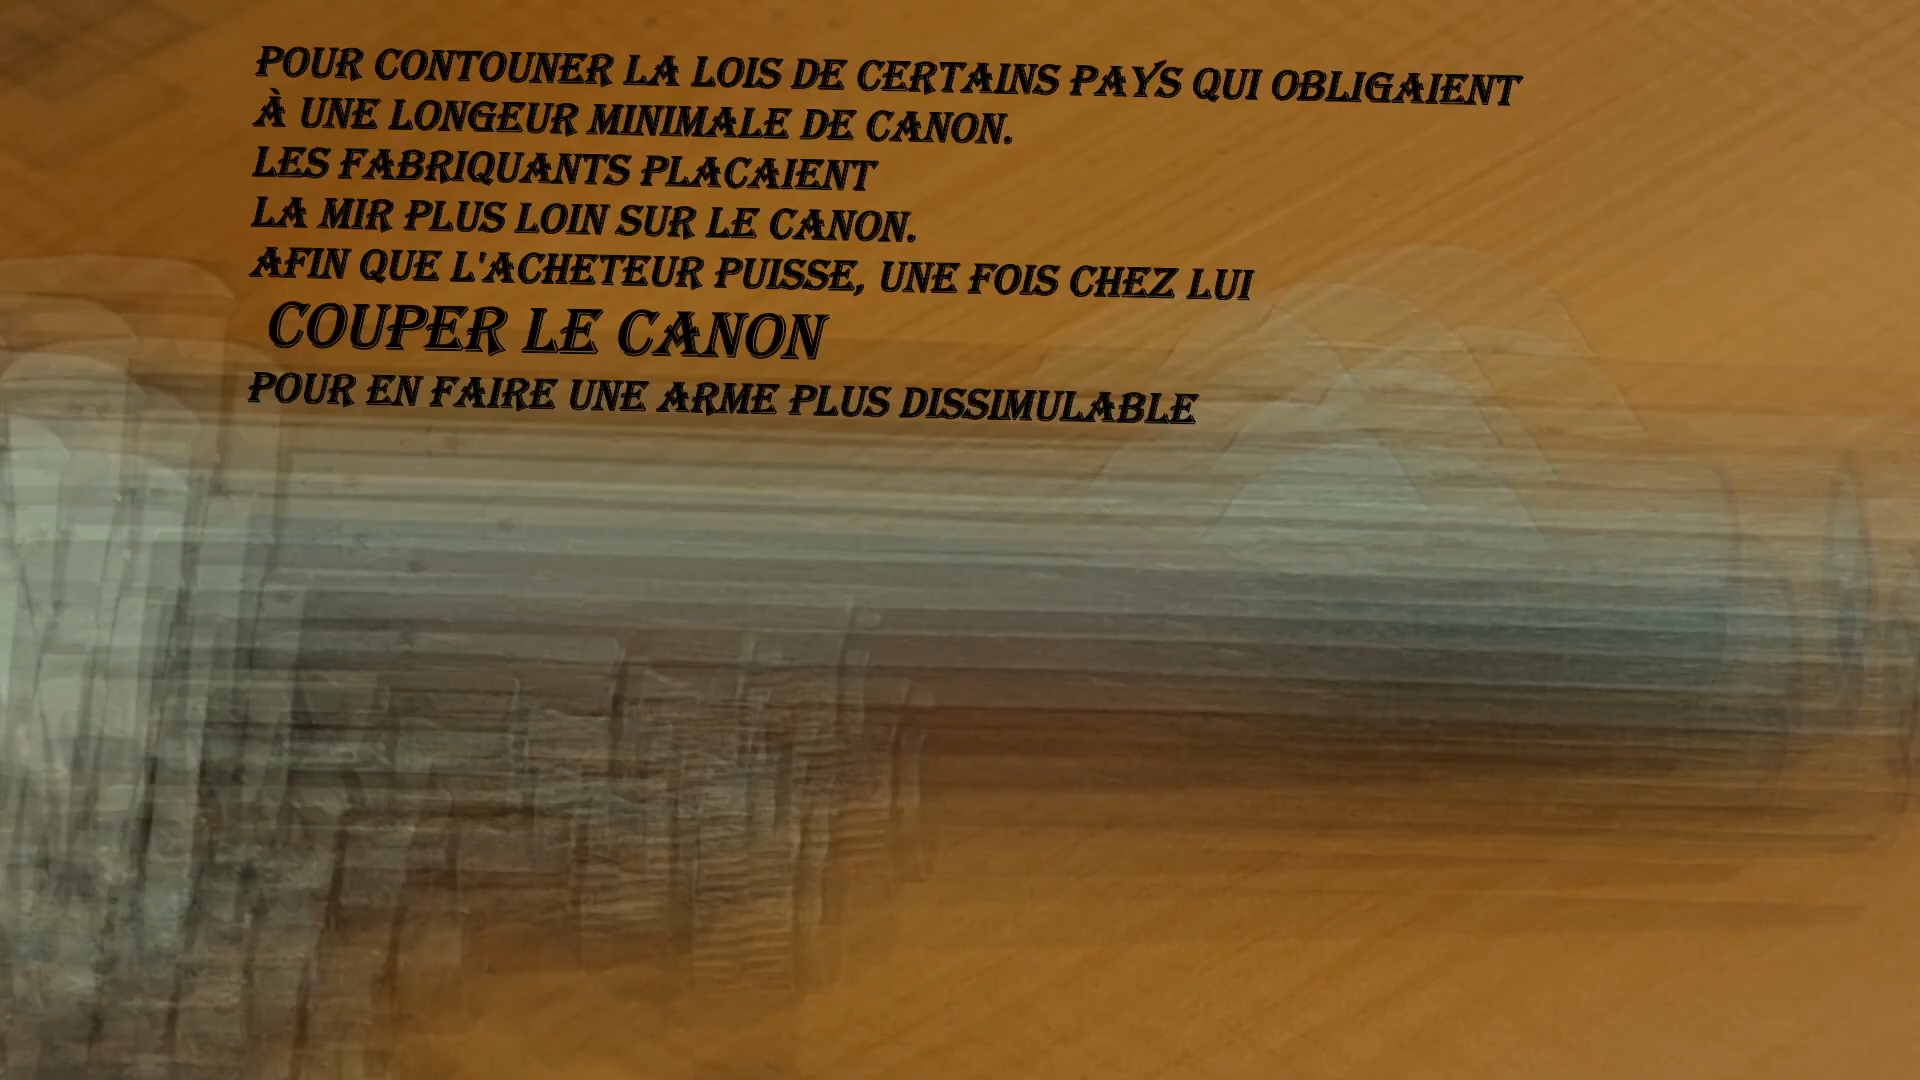 POUR CONTOUNER LA LOIS DE CERTAINS PAYS QUI OBLIGAIENT
À UNE LONGEUR MINIMALE DE CANON.
LES FABRIQUANTS PLACAIENT
LA MIR PLUS LOIN SUR LE CANON.
AFIN QUE L'ACHETEUR PUISSE, UNE FOIS CHEZ LUI
COUPER LE CANON
POUR EN FAIRE UNE ARME PLUS DISSIMULABLE